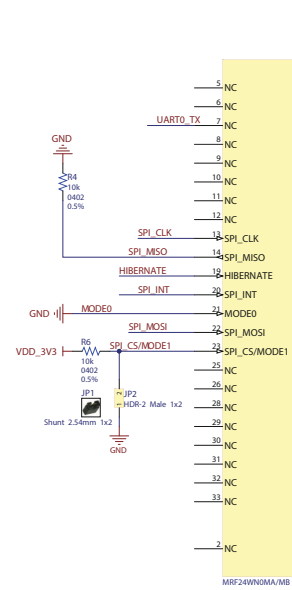 5 NC
6 NC
UART0_TX 7 NC
GND
8 NC
9 NC
R4
10k
0402
0.5%
10 NC
11 NC
12 NC
SPI_CLK 13 SPI_CLK
SPI_MISO 14 SPI_MISO
HIBERNATE 19 HIBERNATE
SPI_INT 20 SPI_INT
GND MODE0 21 MODE0
SPI_MOSI 22 SPI_MOSI
VDD_3V3 R6 SPI_CS/MODE1 23 SPI_CS/MODE1
10k
0402
0.5%
25 NC
26 NC
JP1
Shunt 2.54mm 1x2
2 JP2
1 HDR-2 Male 1x2
GND
28 NC
29 NC
30 NC
31 NC
32 NC
33 NC
2 NC
MRF24WN0MA/MB